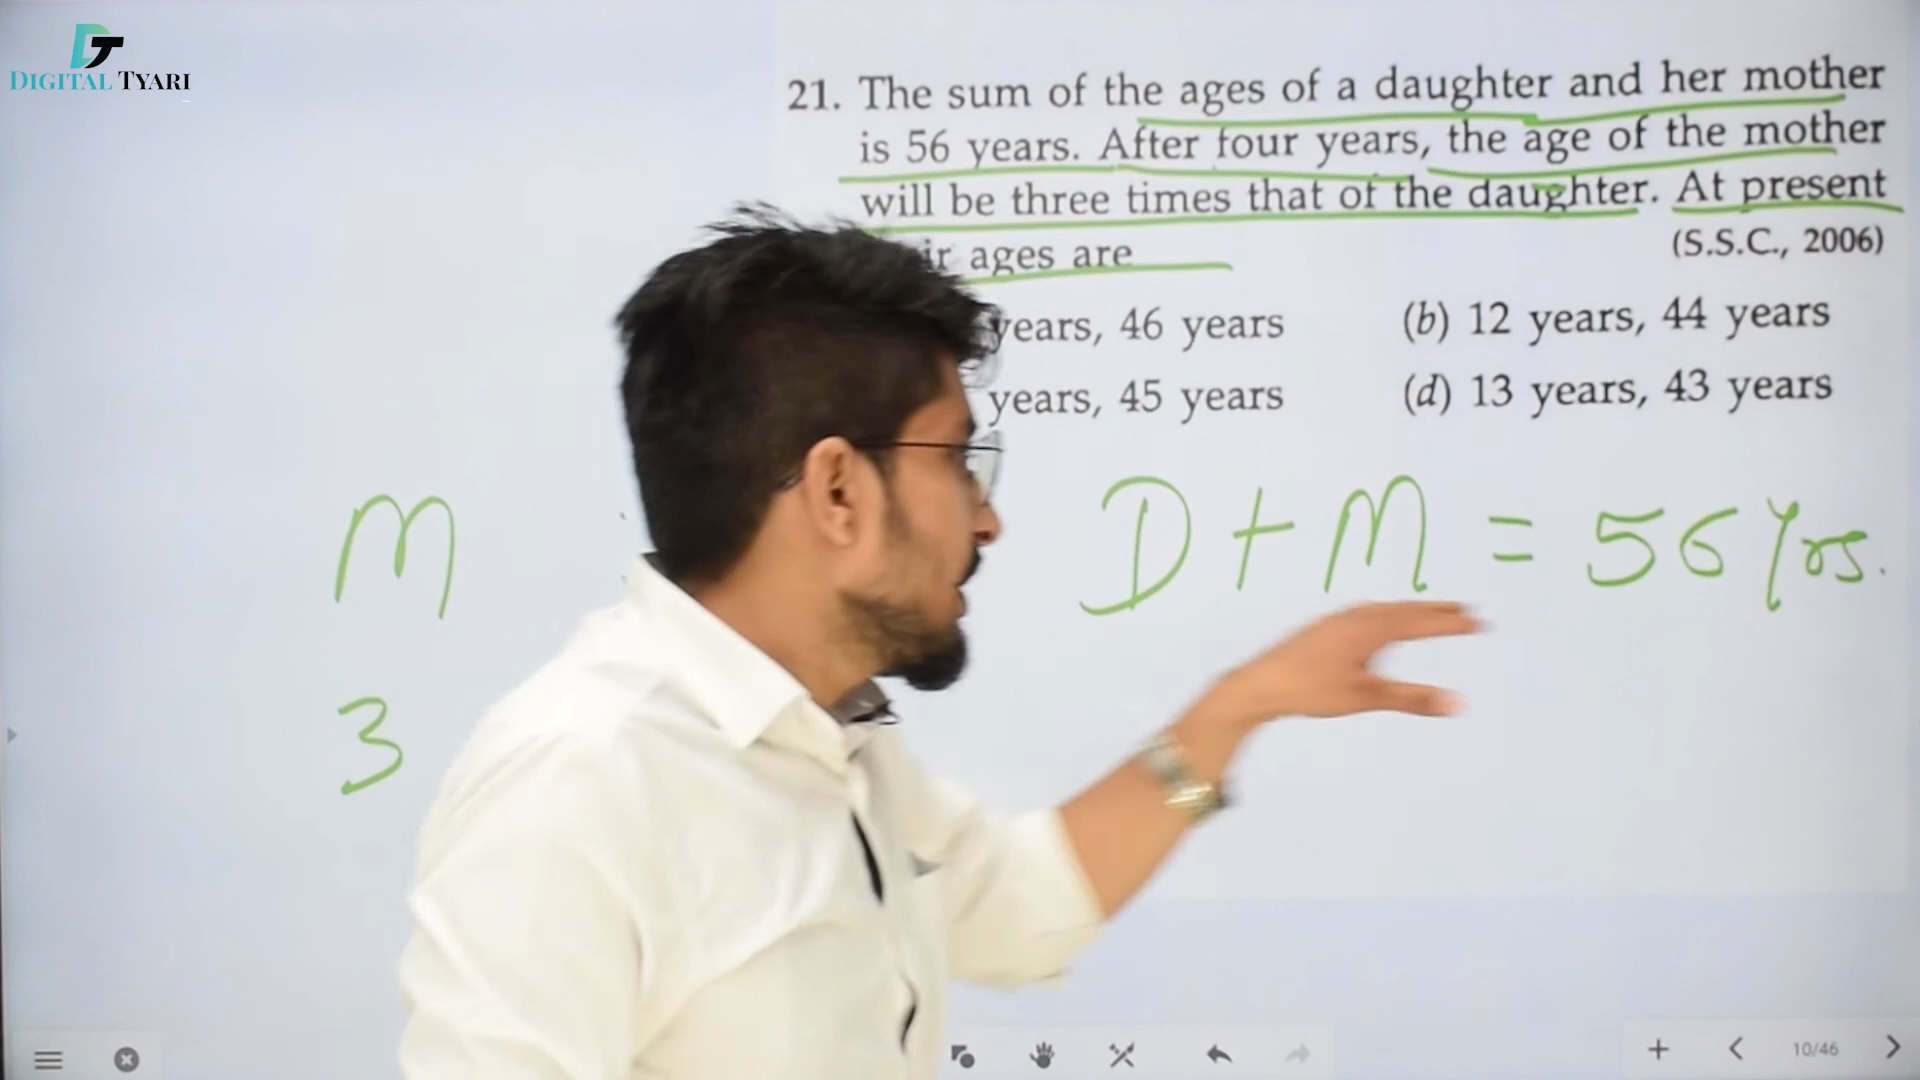 DIGITAL TYARI
21. The sum of the ages of a daughter and her mother
is 56 years. After four years, the age of the mother
will be three times that of the daughter. At present
ages are
(S.S.C., 2006)
years, 46 years (b) 12 years, 44 years
years, 45 years (d) 13 years, 43 years
M
D + M = 56 Yrs.
3
10/46